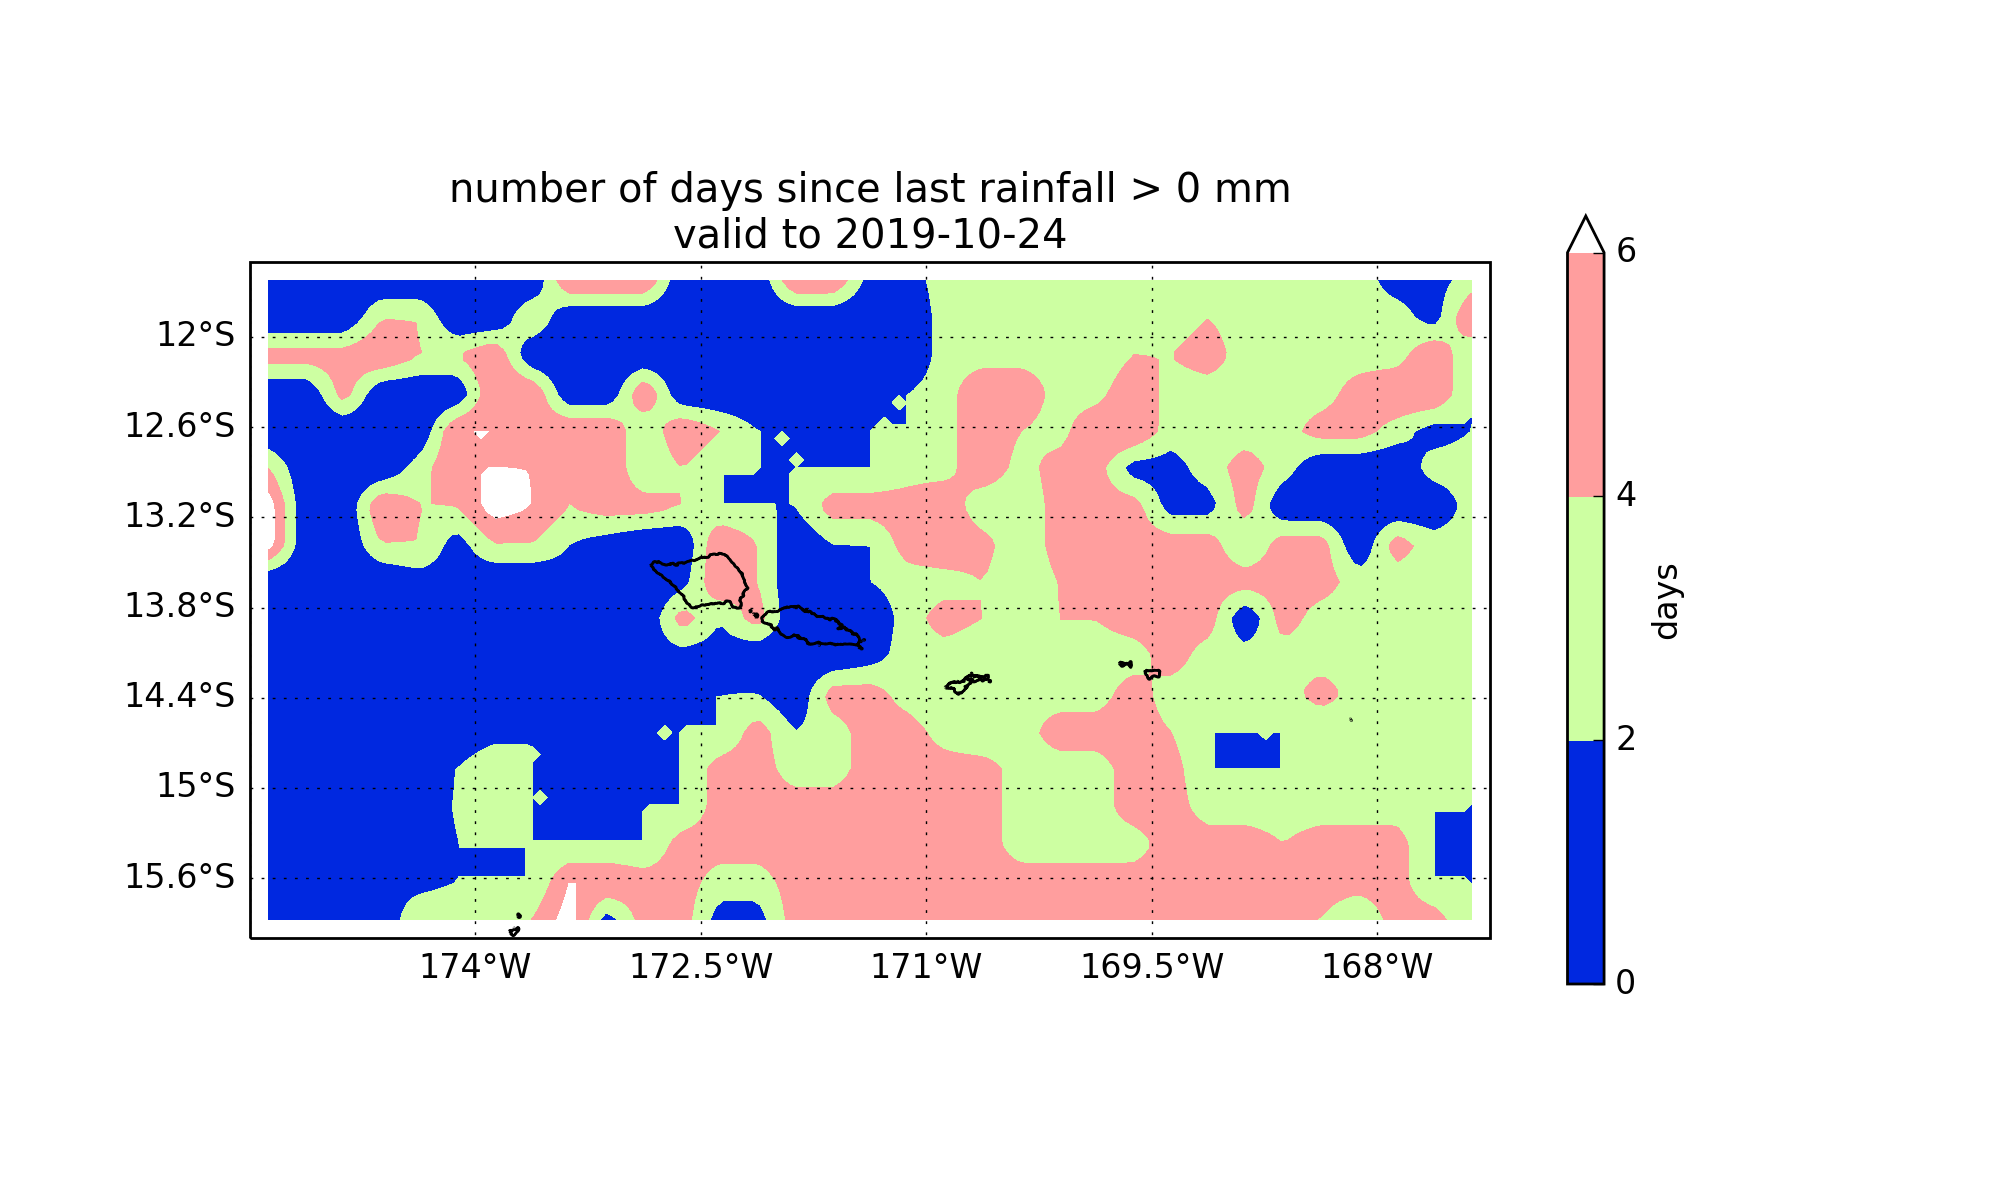 number of days since last rainfall > 0 mm
valid to 2019-10-24
12°S
12.6°S
13.2°S
13.8°S
14.4°S
15°S
15.6°S
174°W
172.5°W
171°W
169.5°W
168°W
6
4
2
0
days